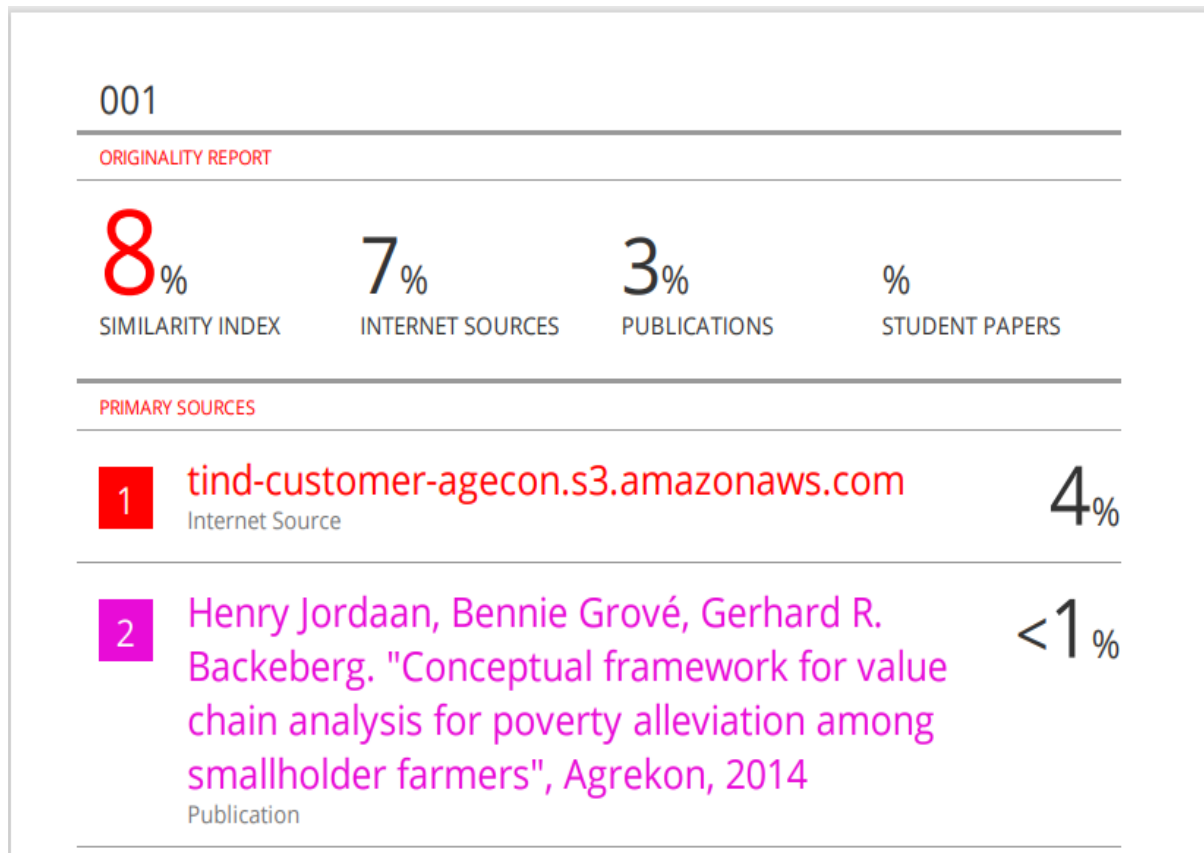 001
ORIGINALITY REPORT
8% 7% 3% %
SIMILARITY INDEX INTERNET SOURCES PUBLICATIONS STUDENT PAPERS
PRIMARY SOURCES
1 tind-customer-agecon.s3.amazonaws.com 4%
Internet Source
2 Henry Jordaan, Bennie Grové, Gerhard R. <1%
Backeberg. "Conceptual framework for value
chain analysis for poverty alleviation among
smallholder farmers", Agrekon, 2014
Publication